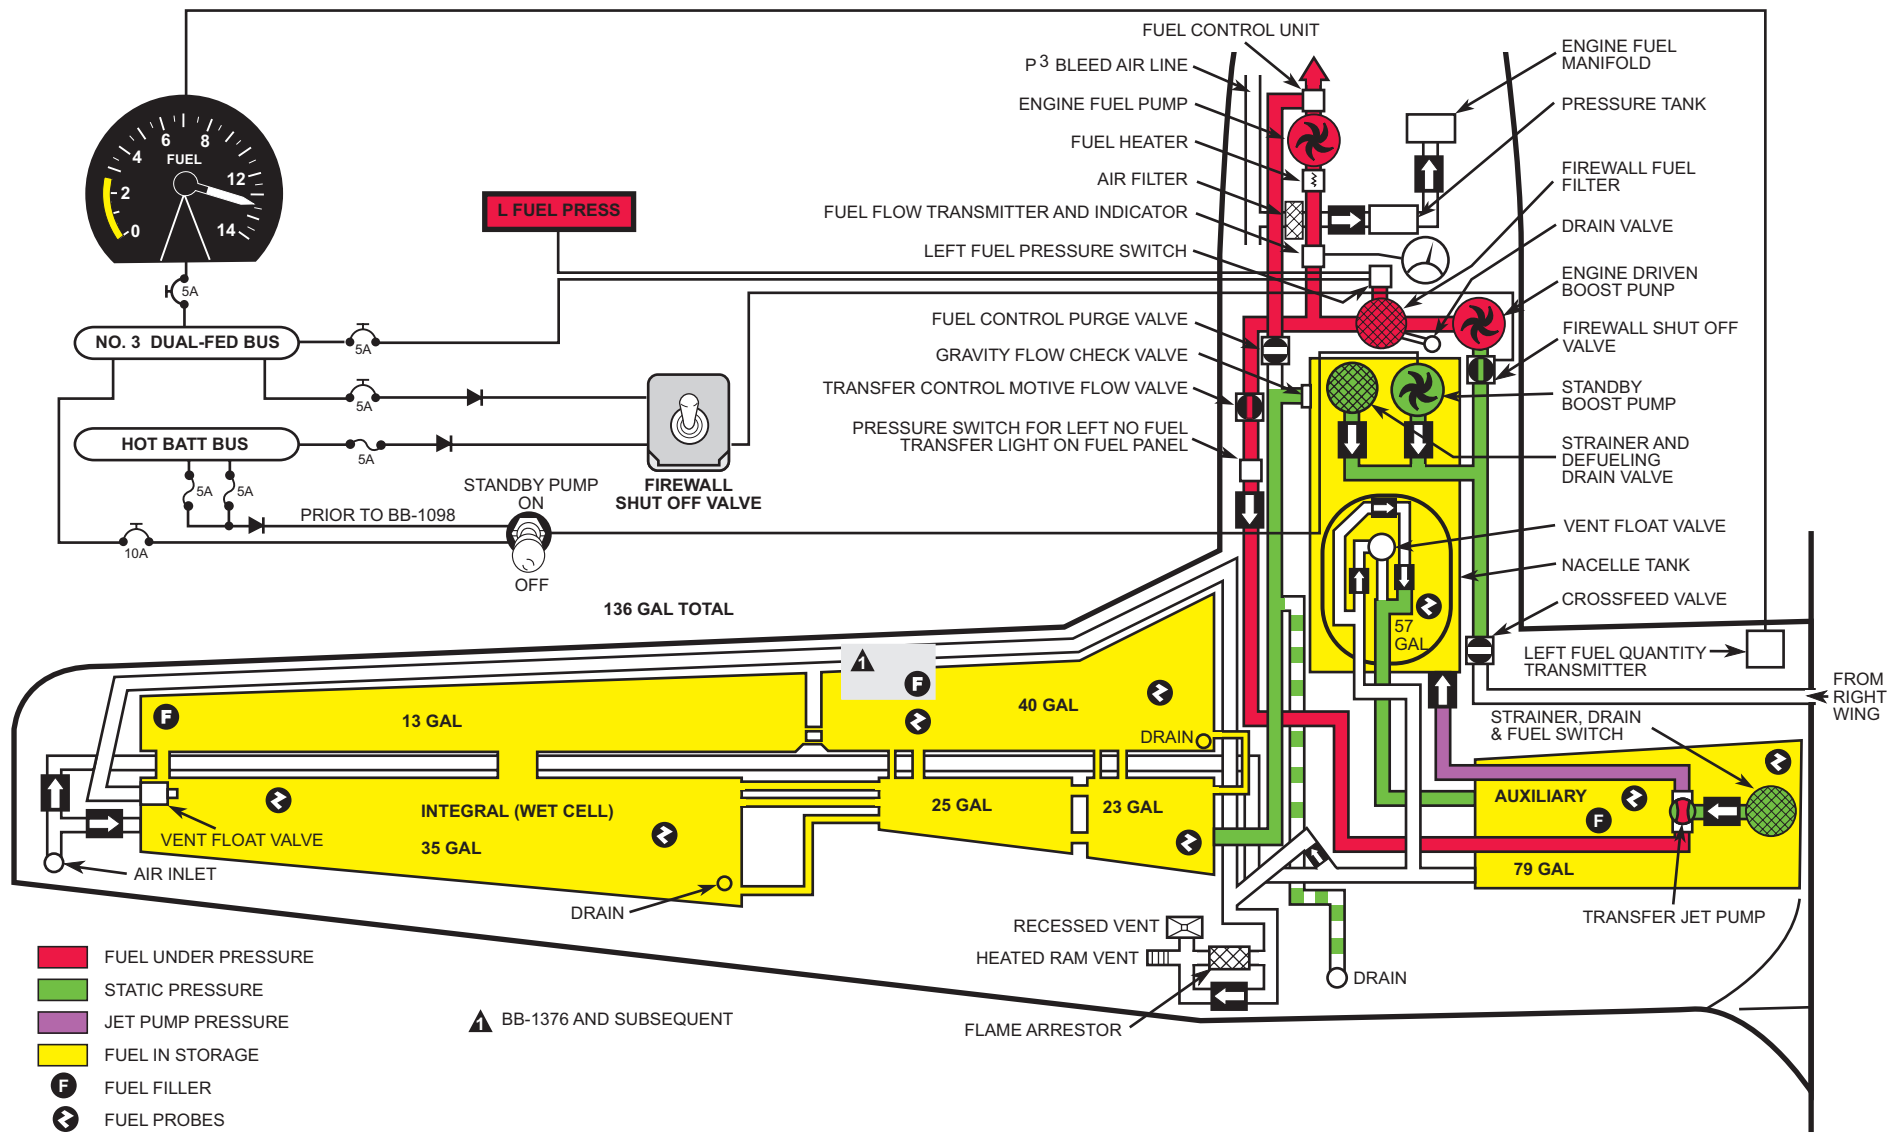 FUEL CONTROL UNIT
P3 BLEED AIR LINE
ENGINE FUEL PUMP
FUEL HEATER
AIR FILTER
FUEL FLOW TRANSMITTER AND INDICATOR
LEFT FUEL PRESSURE SWITCH
FUEL CONTROL PURGE VALVE
GRAVITY FLOW CHECK VALVE
TRANSFER CONTROL MOTIVE FLOW VALVE
PRESSURE SWITCH FOR LEFT NO FUEL
TRANSFER LIGHT ON FUEL PANEL
ENGINE FUEL
MANIFOLD
PRESSURE TANK
FIREWALL FUEL
FILTER
DRAIN VALVE
ENGINE DRIVEN
BOOST PUNP
FIREWALL SHUT OFF
VALVE
STANDBY
BOOST PUMP
STRAINER AND
DEFUELING
DRAIN VALVE
VENT FLOAT VALVE
NACELLE TANK
CROSSFEED VALVE
LEFT FUEL QUANTITY
TRANSMITTER
FROM
RIGHT
WING
STRAINER, DRAIN
& FUEL SWITCH
0
2
4
6
8
12
14
FUEL
5A
L FUEL PRESS
NO. 3 DUAL-FED BUS
5A
5A
HOT BATT BUS
5A
5A
5A
10A
PRIOR TO BB-1098
STANDBY PUMP
ON
OFF
FIREWALL
SHUT OFF VALVE
136 GAL TOTAL
57
GAL
1
F
F
13 GAL
40 GAL
DRAIN
INTEGRAL (WET CELL)
35 GAL
25 GAL
23 GAL
VENT FLOAT VALVE
AIR INLET
DRAIN
AUXILIARY
F
79 GAL
TRANSFER JET PUMP
RECESSED VENT
HEATED RAM VENT
FLAME ARRESTOR
DRAIN
FUEL UNDER PRESSURE
STATIC PRESSURE
JET PUMP PRESSURE
FUEL IN STORAGE
F FUEL FILLER
FUEL PROBES
1 BB-1376 AND SUBSEQUENT